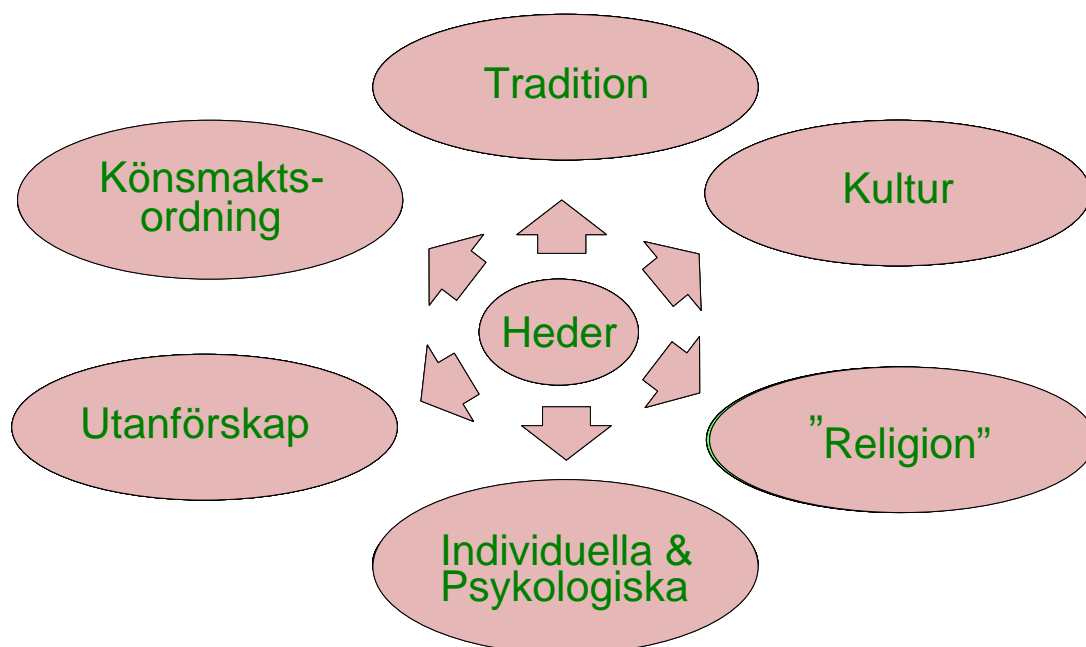 Tradition
Könsmakts-
ordning
Kultur
Heder
Utanförskap
”Religion”
Individuella &
Psykologiska